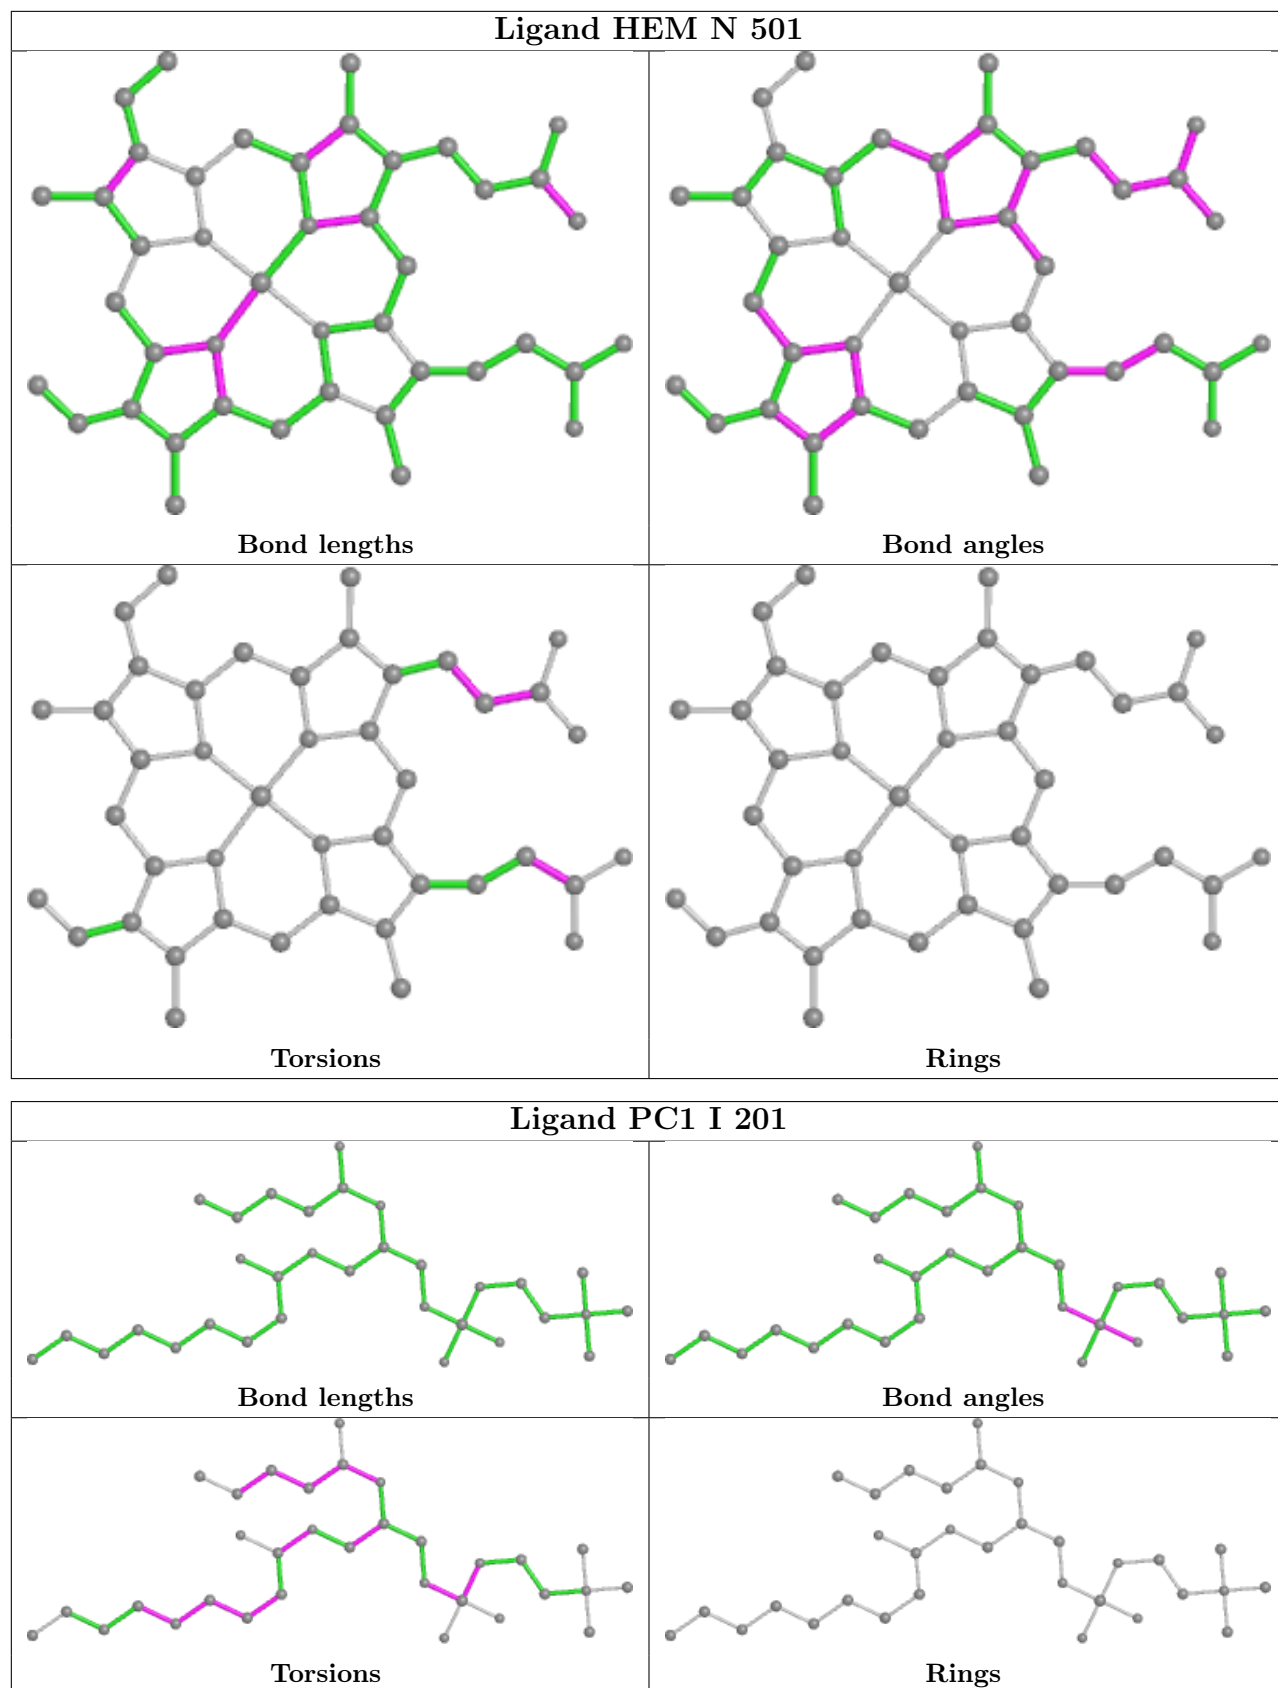 Ligand HEM N 501
Bond lengths
Bond angles
Torsions
Rings
Ligand PC1 I 201
Bond lengths
Bond angles
Torsions
Rings